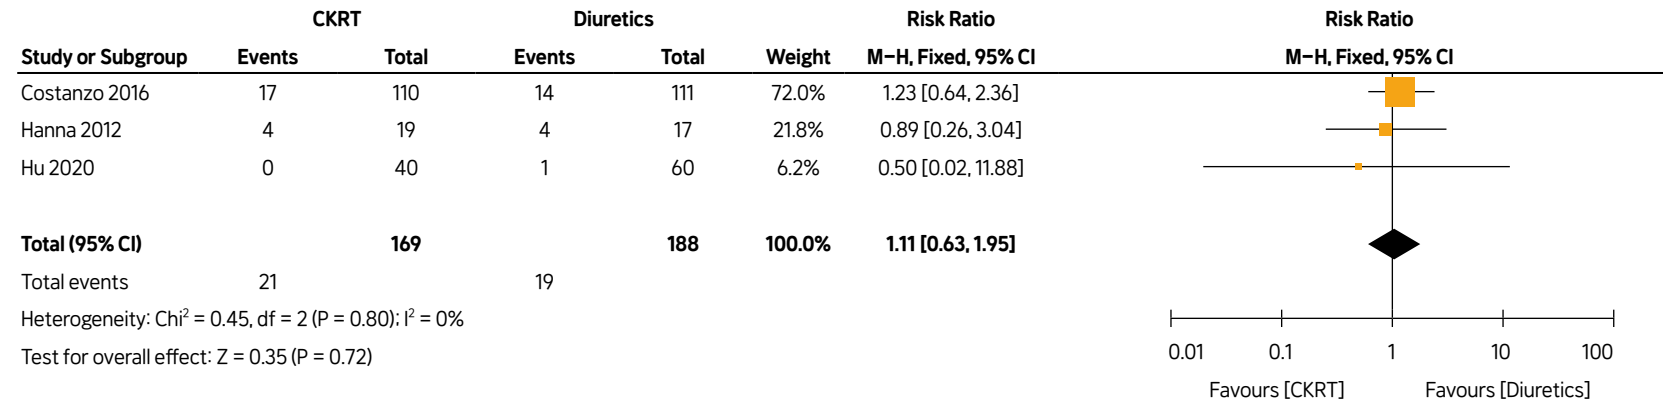 CKRT Diuretics Risk Ratio Risk Ratio
Study or Subgroup Events Total Events Total Weight M–H, Fixed, 95% CI M–H, Fixed, 95% CI
Costanzo 2016 17 110 14 111 72.0% 1.23 [0.64, 2.36]
Hanna 2012 4 19 4 17 21.8% 0.89 [0.26, 3.04]
Hu 2020 0 40 1 60 6.2% 0.50 [0.02, 11.88]
Total (95% CI) 169 188 100.0% 1.11 [0.63, 1.95]
Total events 21 19
Heterogeneity: Chi² = 0.45, df = 2 (P = 0.80); I² = 0%
Test for overall effect: Z = 0.35 (P = 0.72)
0.01 0.1 1 10 100
Favours [CKRT] Favours [Diuretics]